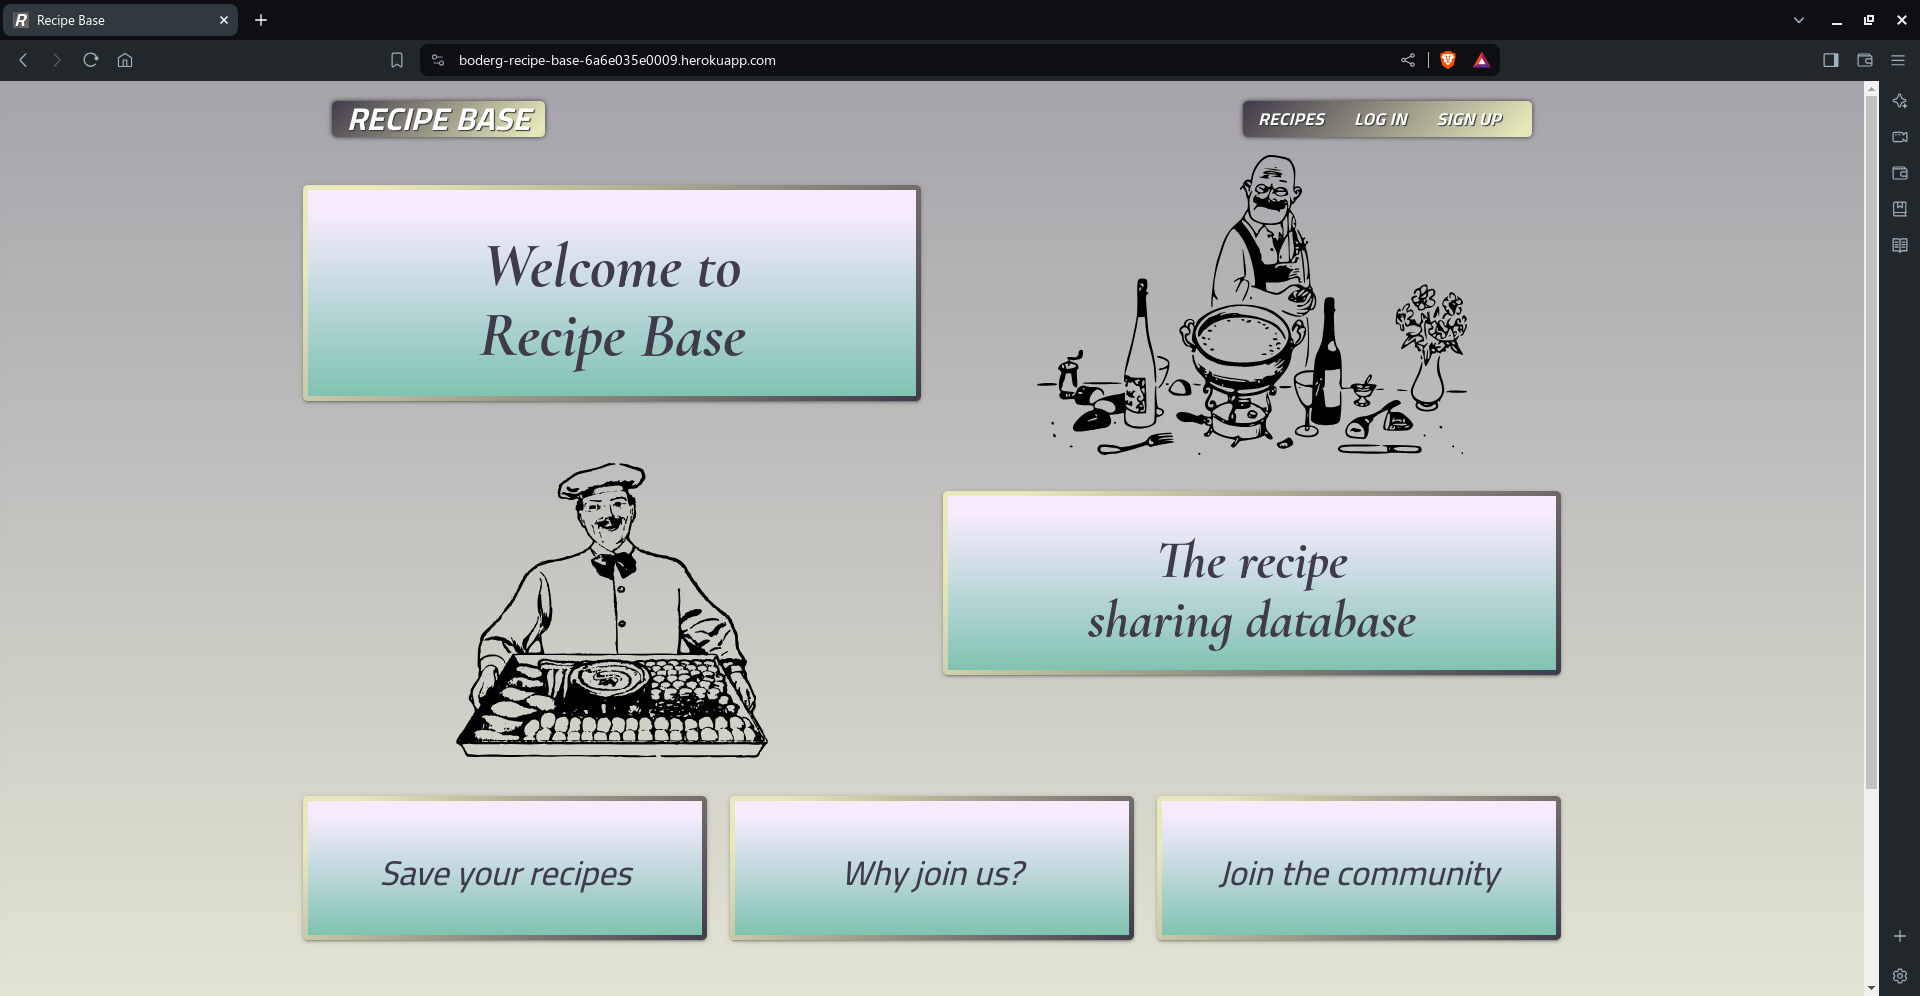 Recipe Base
boderg-recipe-base-6a6e035e0009.herokuapp.com
RECIPE BASE
RECIPES LOG IN SIGN UP
Welcome to
Recipe Base
The recipe
sharing database
Save your recipes
Why join us?
Join the community